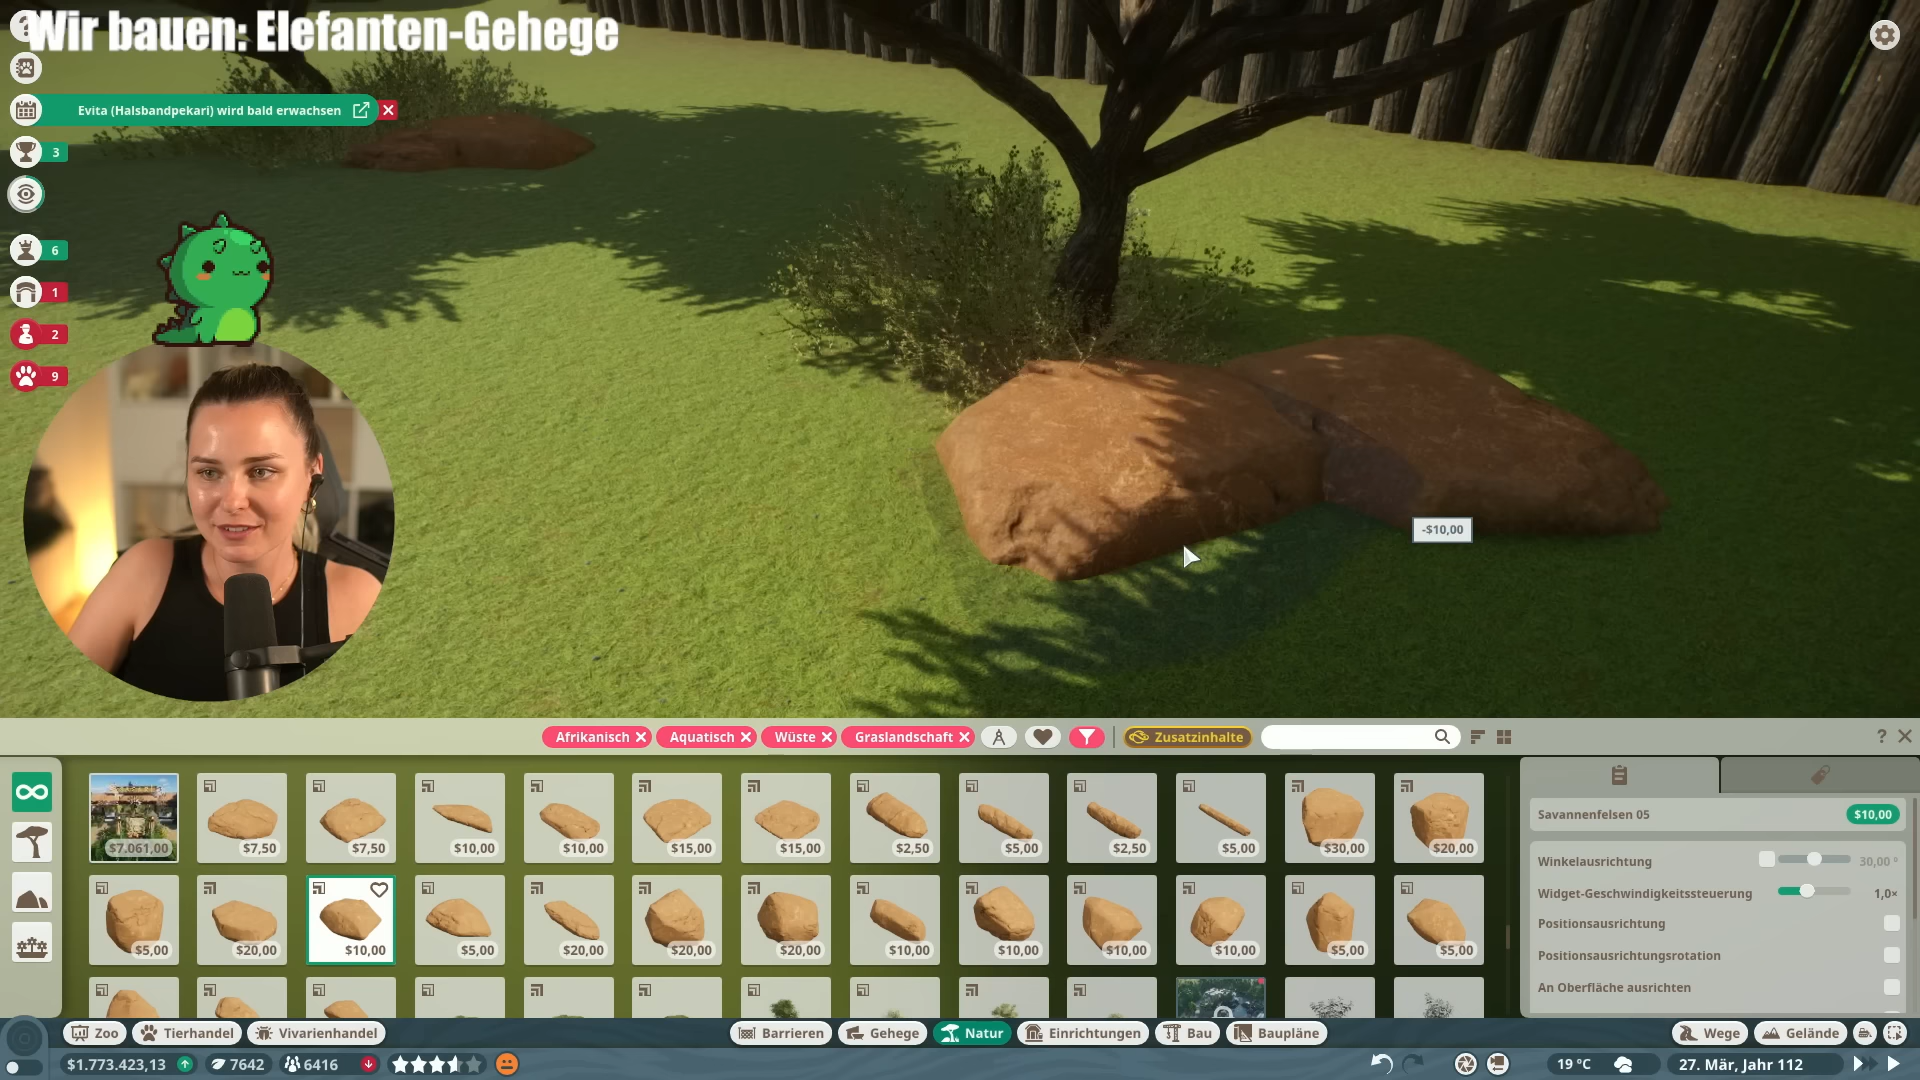 Wir bauen: Elefanten-Gehege
?
Evita (Halsbandpekari) wird bald erwachsen
3
6
1
2
9
-$10,00
Afrikanisch
Aquatisch
Wüste
Graslandschaft
Zusatzinhalte
?
$7.061,00
$7,50
$7,50
$10,00
$10,00
$15,00
$15,00
$2,50
$5,00
$2,50
$5,00
$30,00
$20,00
$5,00
$20,00
$10,00
$5,00
$20,00
$20,00
$20,00
$10,00
$10,00
$10,00
$10,00
$5,00
$5,00
Savannenfelsen 05 $10,00
Winkelausrichtung 30,00 °
Widget-Geschwindigkeitssteuerung 1,0×
Positionsausrichtung
Positionsausrichtungsrotation
An Oberfläche ausrichten
Zoo
Tierhandel
Vivarienhandel
Barrieren
Gehege
Natur
Einrichtungen
Bau
Baupläne
Wege
Gelände
$1.773.423,13
7642
6416
19 °C
27. Mär, Jahr 112